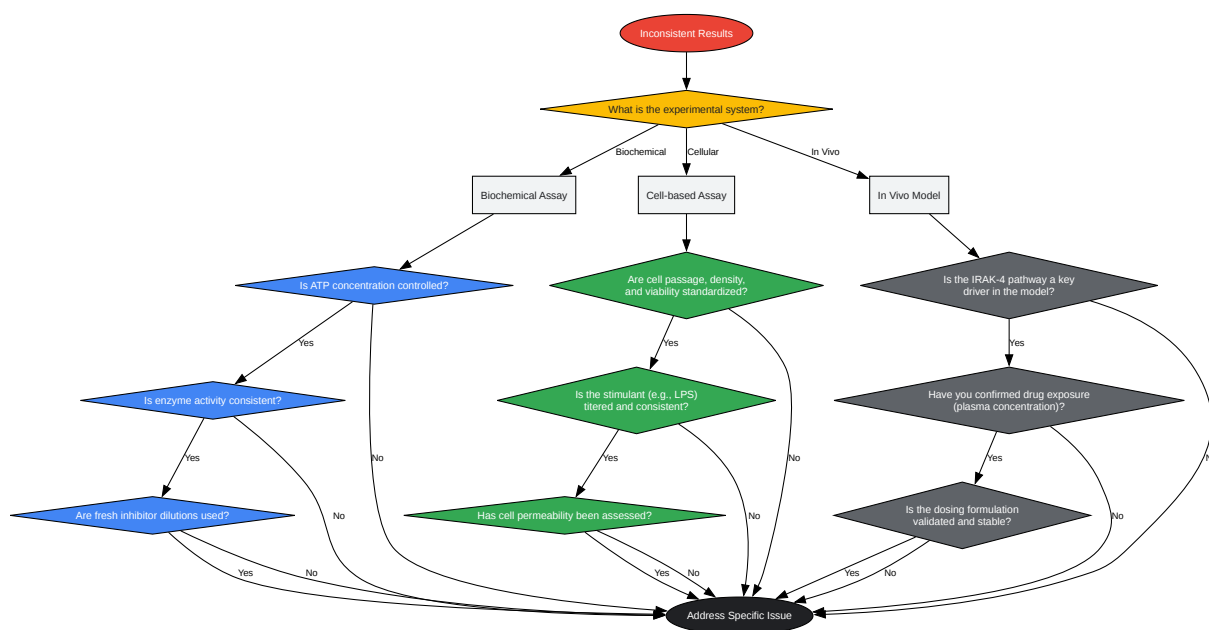 Inconsistent Results
What is the experimental system?
Biochemical
Cellular
In Vivo
Biochemical Assay
Cell-based Assay
In Vivo Model
Is ATP concentration controlled?
Are cell passage, density,
and viability standardized?
Is the IRAK-4 pathway a key
driver in the model?
Yes
Yes
Yes
Is enzyme activity consistent?
Is the stimulant (e.g., LPS)
titered and consistent?
Have you confirmed drug exposure
(plasma concentration)?
Yes
No
Yes
No
Yes
Are fresh inhibitor dilutions used?
No
Has cell permeability been assessed?
No
Is the dosing formulation
validated and stable?
No
Yes
No
Yes
No
Yes
No
Address Specific Issue